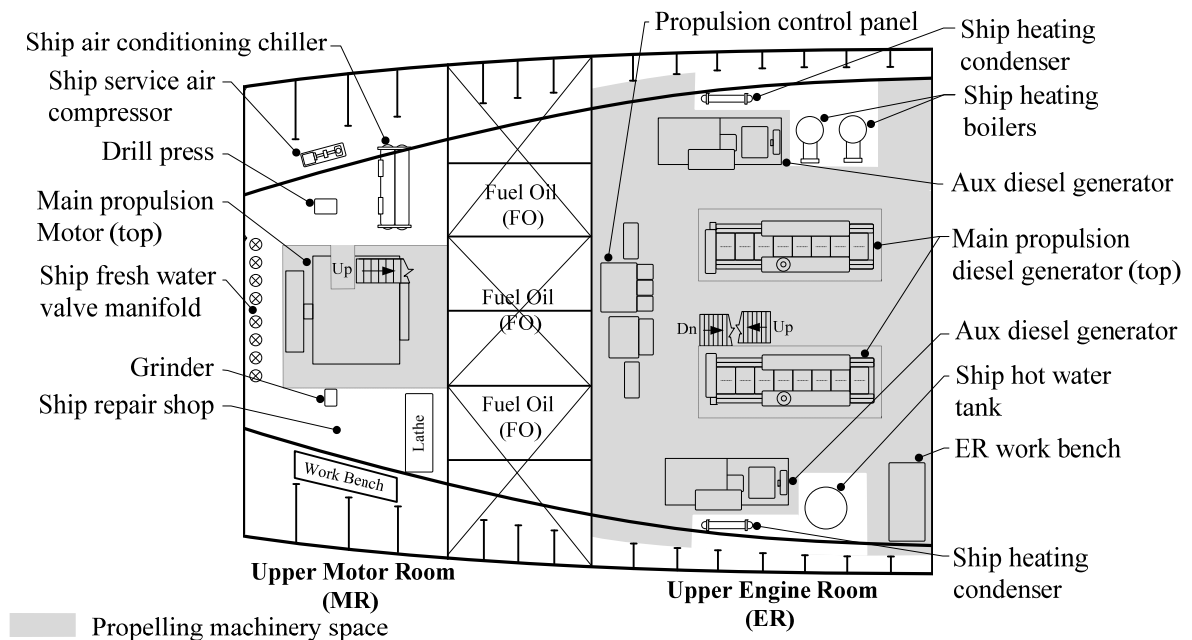 Propulsion control panel
Ship air conditioning chiller
Ship service air
compressor
Drill press
Main propulsion
Motor (top)
Ship fresh water
valve manifold
Grinder
Ship repair shop
Up
Lathe
Work Bench
Fuel Oil
(FO)
Fuel Oil
(FO)
Fuel Oil
(FO)
Dn
Up
Ship heating
condenser
Ship heating
boilers
Aux diesel generator
Main propulsion
diesel generator (top)
Aux diesel generator
Ship hot water
tank
ER work bench
Ship heating
condenser
Upper Motor Room
(MR)
Upper Engine Room
(ER)
Propelling machinery space